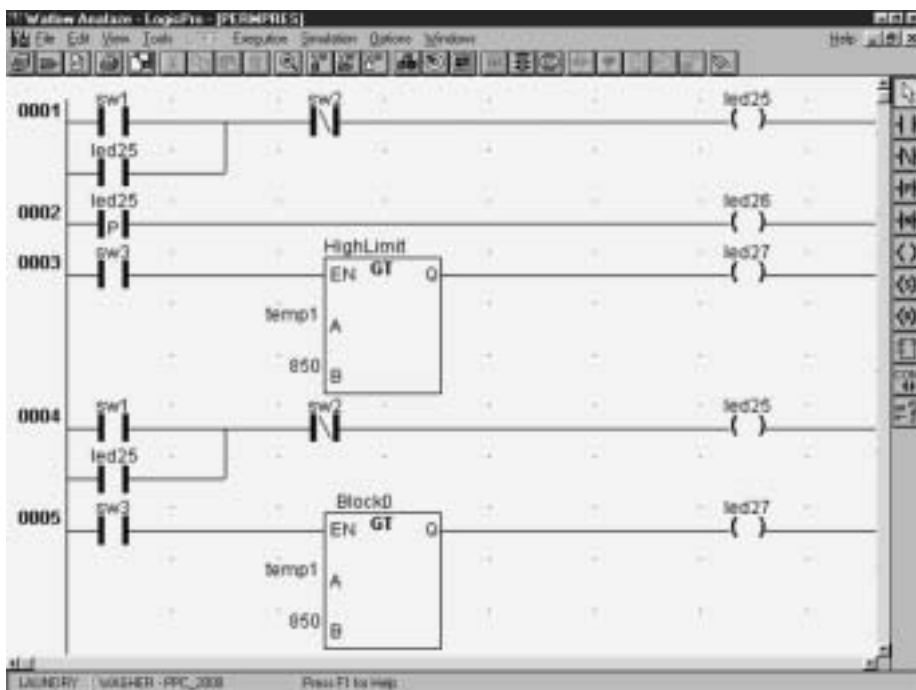 Watlow Anafaze - LogicPro - [PERMPRES]
File Edit View Tools Execution Simulation Options Windows Help
0001 sw1 sw2 led25
led25
0002 led25 led26
P
0003 sw3 HighLimit led27
EN GT Q
temp1 A
850 B
0004 sw1 sw2 led25
led25
0005 sw3 Block0 led27
EN GT Q
temp1 A
850 B
LAUNDRY WASHER - PPC_2000 Press F1 for Help